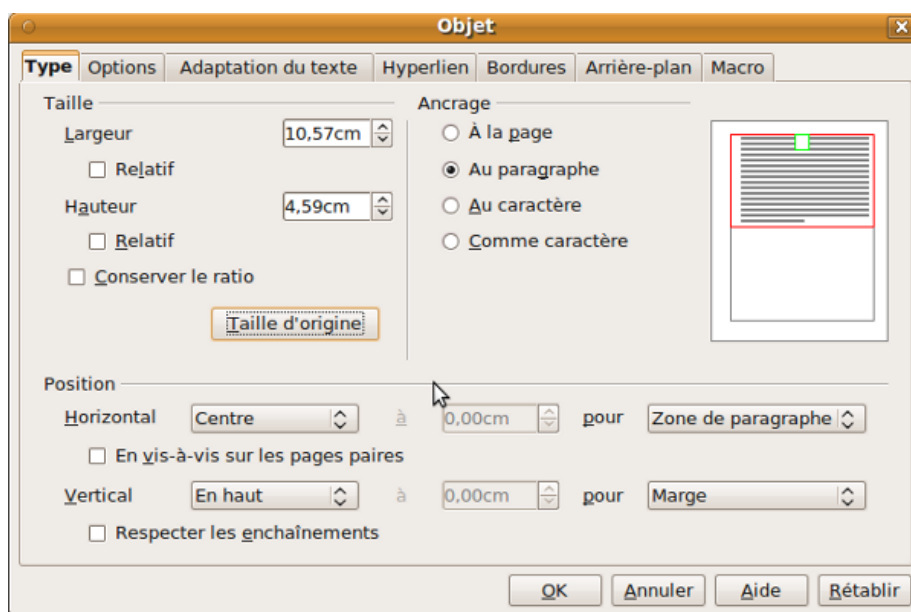 Objet
Type Options Adaptation du texte Hyperlien Bordures Arrière-plan Macro
Taille
Largeur 10,57cm
Relatif
Hauteur 4,59cm
Relatif
Conserver le ratio
Taille d'origine
Ancrage
À la page
Au paragraphe
Au caractère
Comme caractère
Position
Horizontal Centre à 0,00cm pour Zone de paragraphe
En vis-à-vis sur les pages paires
Vertical En haut à 0,00cm pour Marge
Respecter les enchaînements
OK Annuler Aide Rétablir